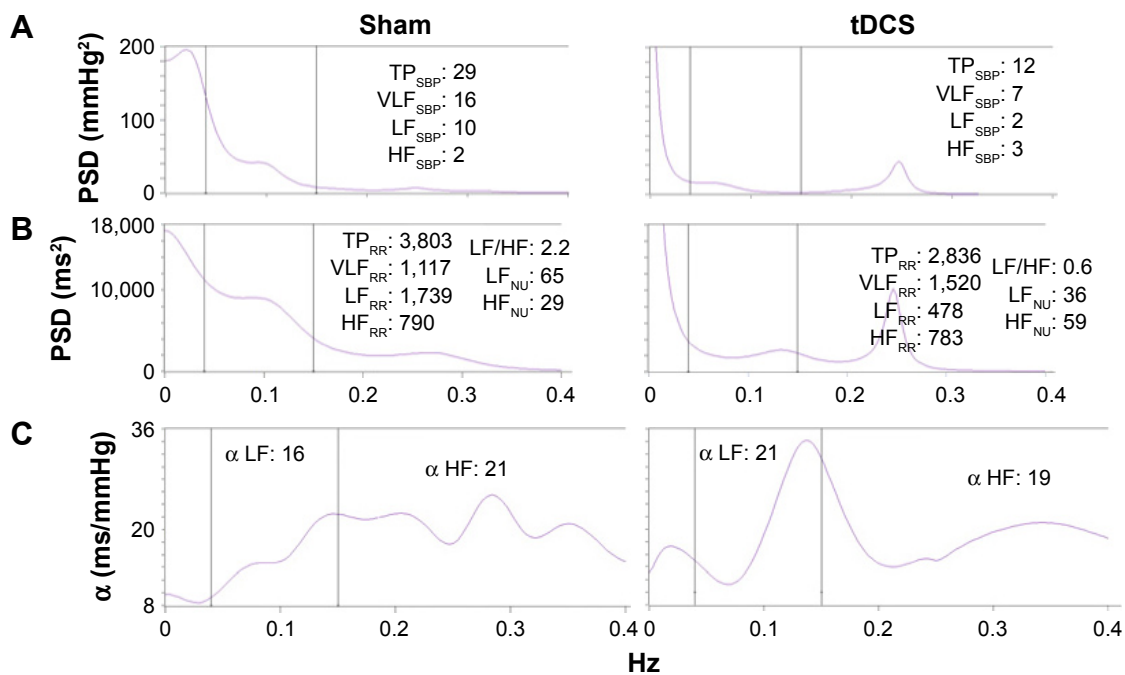 Sham
tDCS
A
PSD (mmHg²)
200
100
0
TP_SBP: 29
VLF_SBP: 16
LF_SBP: 10
HF_SBP: 2
TP_SBP: 12
VLF_SBP: 7
LF_SBP: 2
HF_SBP: 3
B
PSD (ms²)
18,000
10,000
0
TP_RR: 3,803
VLF_RR: 1,117
LF_RR: 1,739
HF_RR: 790
LF/HF: 2.2
LF_NU: 65
HF_NU: 29
TP_RR: 2,836
VLF_RR: 1,520
LF_RR: 478
HF_RR: 783
LF/HF: 0.6
LF_NU: 36
HF_NU: 59
0 0.1 0.2 0.3 0.4
0 0.1 0.2 0.3 0.4
C
α (ms/mmHg)
36
20
8
α LF: 16
α HF: 21
α LF: 21
α HF: 19
0 0.1 0.2 0.3 0.4
0 0.1 0.2 0.3 0.4
Hz